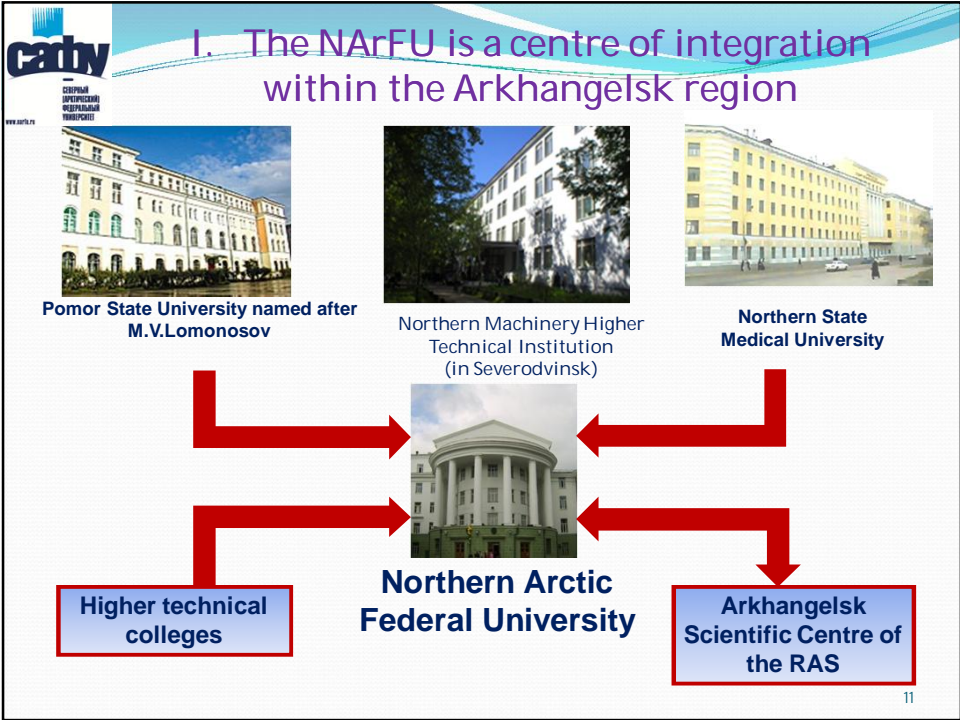 I. The NArFU is a centre of integration
within the Arkhangelsk region
сафу
СЕВЕРНЫЙ
(АРКТИЧЕСКИЙ)
ФЕДЕРАЛЬНЫЙ
УНИВЕРСИТЕТ
www.narfu.ru
Pomor State University named after
M.V.Lomonosov
Northern Machinery Higher
Technical Institution
(in Severodvinsk)
Northern State
Medical University
Northern Arctic
Federal University
Higher technical
colleges
Arkhangelsk
Scientific Centre of
the RAS
11